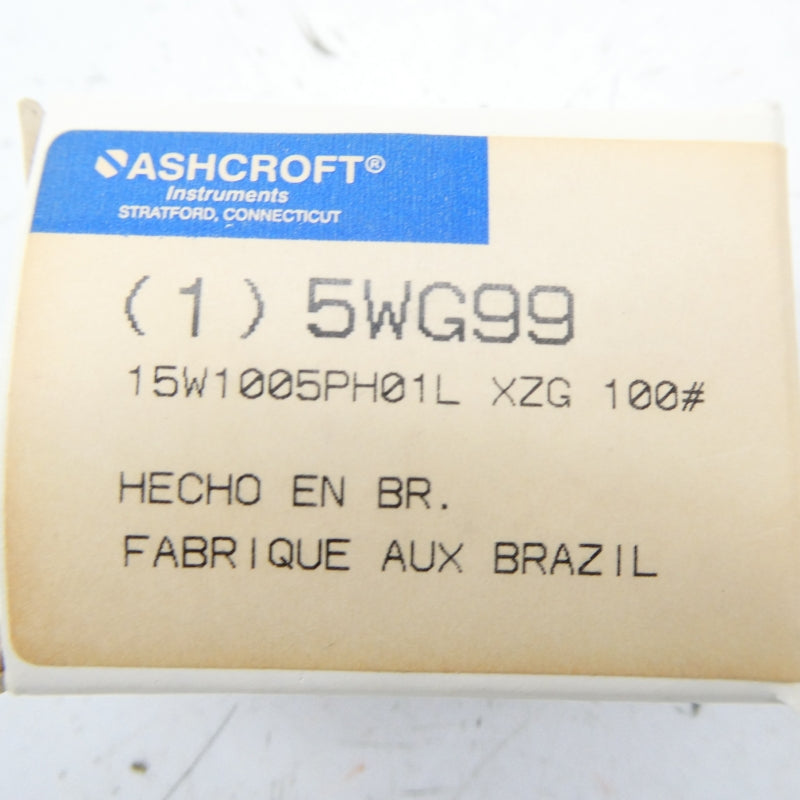 ASHCROFT®
Instruments
STRATFORD, CONNECTICUT
(1) 5WG99
15W1005PH01L XZG 100#
HECHO EN BR.
FABRIQUE AUX BRAZIL